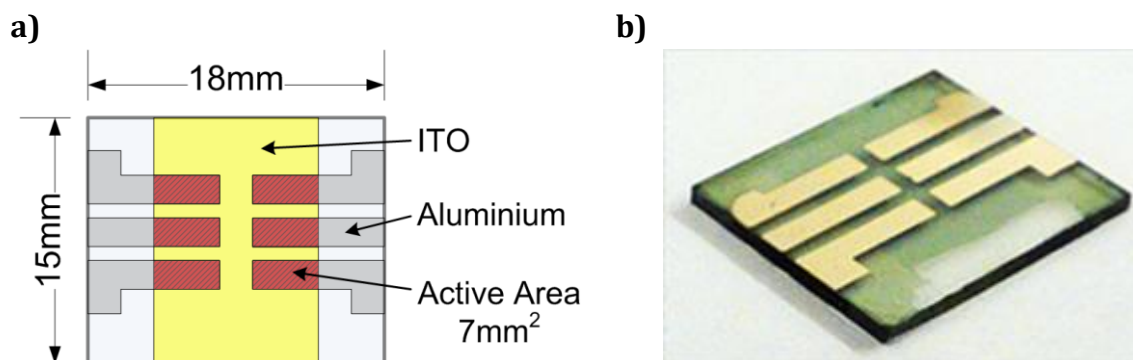 a)
b)
18mm
15mm
ITO
Aluminium
Active Area
7mm²